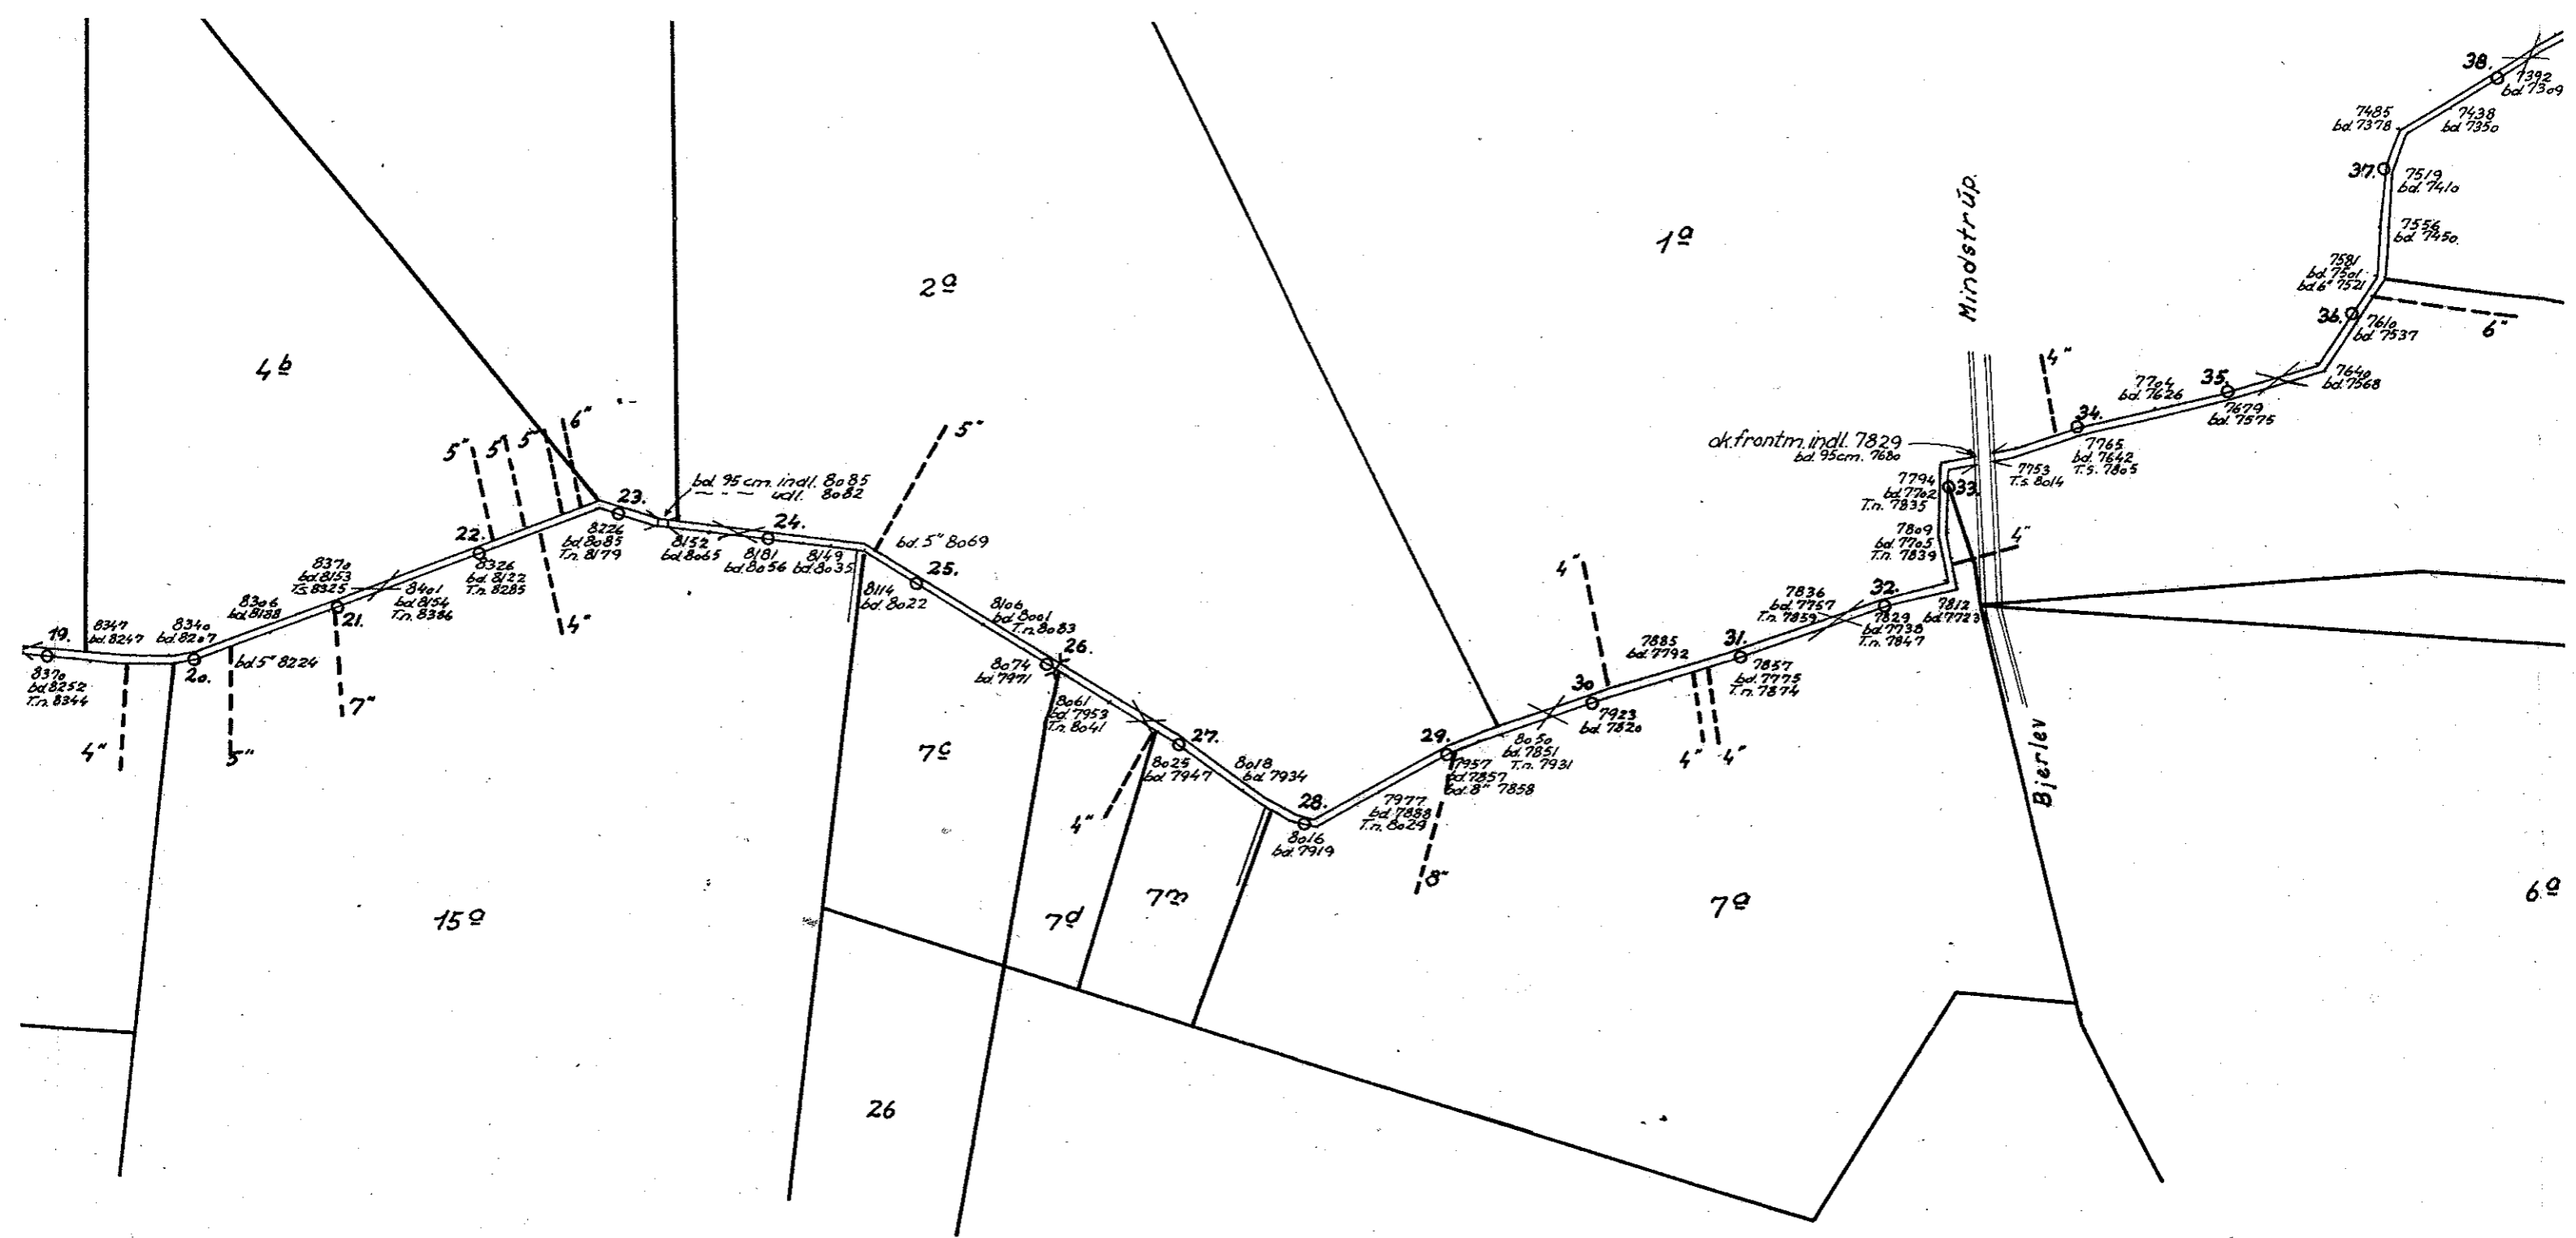 38.
7392
bd. 7309
7485
bd. 7378
7438
bd. 7350
37.
7519
bd. 7410
7556
bd. 7450
7581
bd. 7501
bd 6" 7521
36.
7610
bd. 7537
6"
7640
bd. 7568
35.
7704
bd. 7626
7679
bd. 7575
4"
34.
7765
bd. 7642
T.s. 7805
7753
T.s. 8014
Mindstrúp.
1a
ok.frontm.indl. 7829
bd. 95cm. 7680
7794
bd. 7702
T.n. 7835
33.
7809
bd. 7705
T.n. 7839
4"
7812
bd. 7723
32.
7836
bd. 7757
T.n. 7859
7829
bd. 7738
T.n. 7847
31.
7857
bd. 7775
T.n. 7874
7885
bd. 7792
4"
4"
4"
30
7923
bd. 7820
8050
bd. 7851
T.n. 7931
29.
7957
bd. 7857
bd. 8" 7858
8"
7977
bd. 7888
T.n. 8029
28.
8016
bd. 7919
8018
bd. 7934
27.
8025
bd. 7947
4"
8061
bd. 7953
T.n. 8041
26.
8074
bd. 7971
8106
bd. 8001
T.n. 8083
25.
8114
bd. 8022
bd. 5" 8069
5"
2a
8149
bd. 8035
24.
8181
bd. 8056
8152
bd. 8065
bd. 95 cm. indl. 8085
— - — udl. 8082
23.
8226
bd. 8085
T.n. 8179
6"
5"
5"
5"
4"
22.
8326
bd. 8122
T.n. 8285
8401
bd. 8154
T.n. 8386
8370
bd. 8153
T.s. 8325
21.
7"
8306
bd. 8188
bd 5" 8224
5"
8340
bd. 8207
20.
8347
bd. 8247
4"
19.
8370
bd. 8252
T.n. 8344
4b
15a
7c
7d
7m
7a
Bjerlev
6a
26